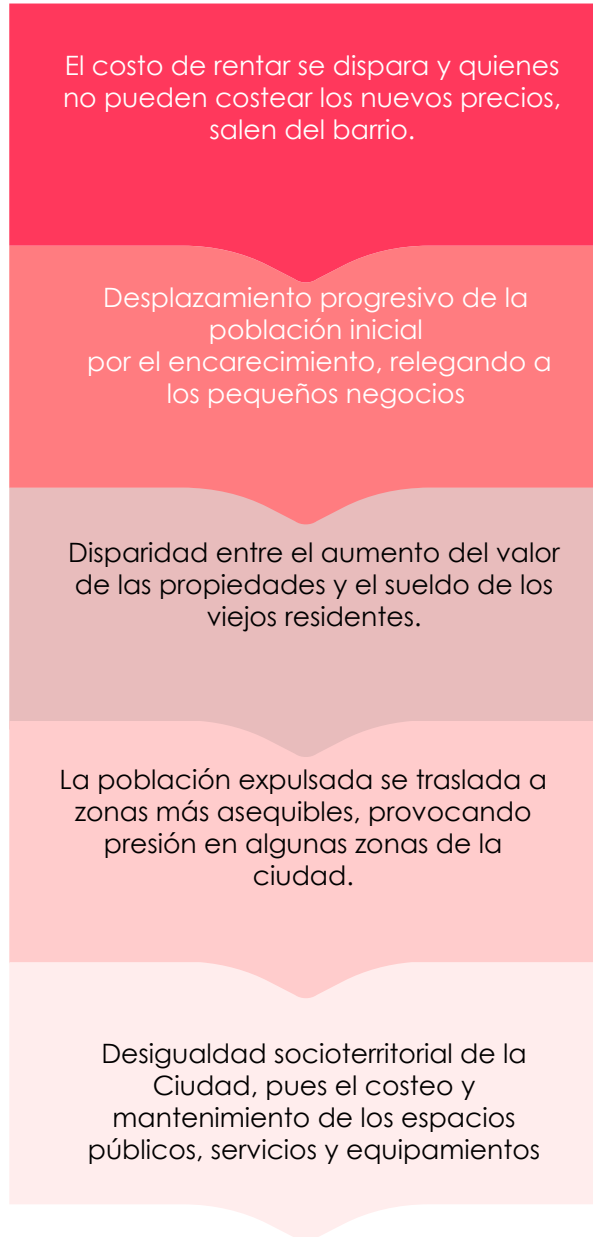 El costo de rentar se dispara y quienes
no pueden costear los nuevos precios,
salen del barrio.
Desplazamiento progresivo de la
población inicial
por el encarecimiento, relegando a
los pequeños negocios
Disparidad entre el aumento del valor
de las propiedades y el sueldo de los
viejos residentes.
La población expulsada se traslada a
zonas más asequibles, provocando
presión en algunas zonas de la
ciudad.
Desigualdad socioterritorial de la
Ciudad, pues el costeo y
mantenimiento de los espacios
públicos, servicios y equipamientos